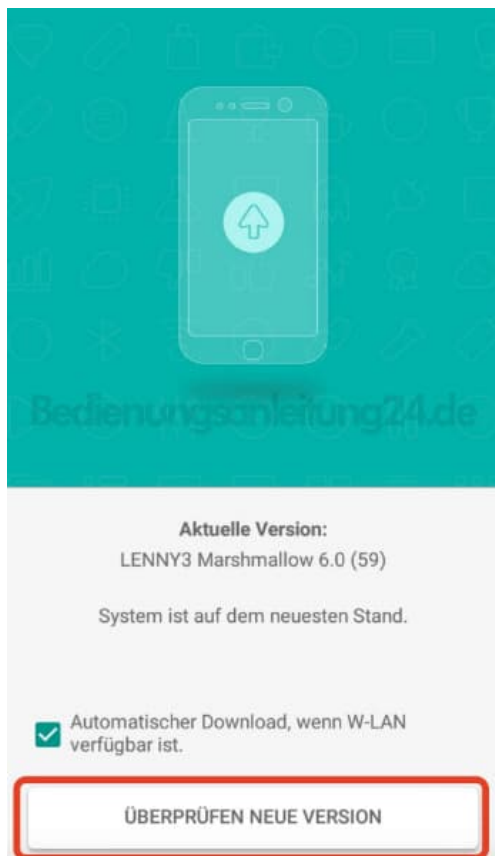 Bedienungsanleitung24.de
Aktuelle Version:
LENNY3 Marshmallow 6.0 (59)
System ist auf dem neuesten Stand.
Automatischer Download, wenn W-LAN
verfügbar ist.
ÜBERPRÜFEN NEUE VERSION